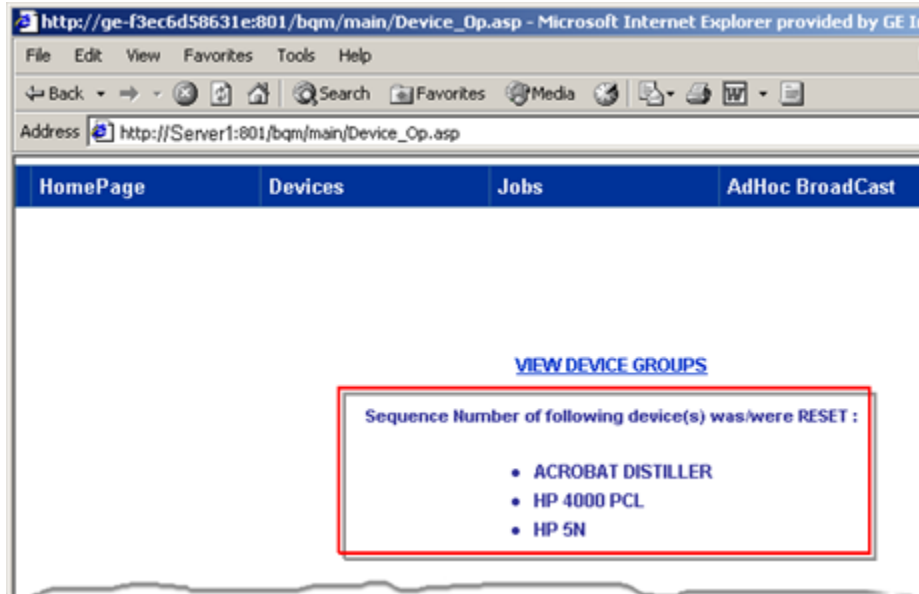 http://ge-f3ec6d58631e:801/bqm/main/Device_Op.asp - Microsoft Internet Explorer provided by GE
File Edit View Favorites Tools Help
Back Search Favorites Media
Address http://Server1:801/bqm/main/Device_Op.asp
HomePage Devices Jobs AdHoc BroadCast
VIEW DEVICE GROUPS
Sequence Number of following device(s) was/were RESET :
• ACROBAT DISTILLER
• HP 4000 PCL
• HP 5N